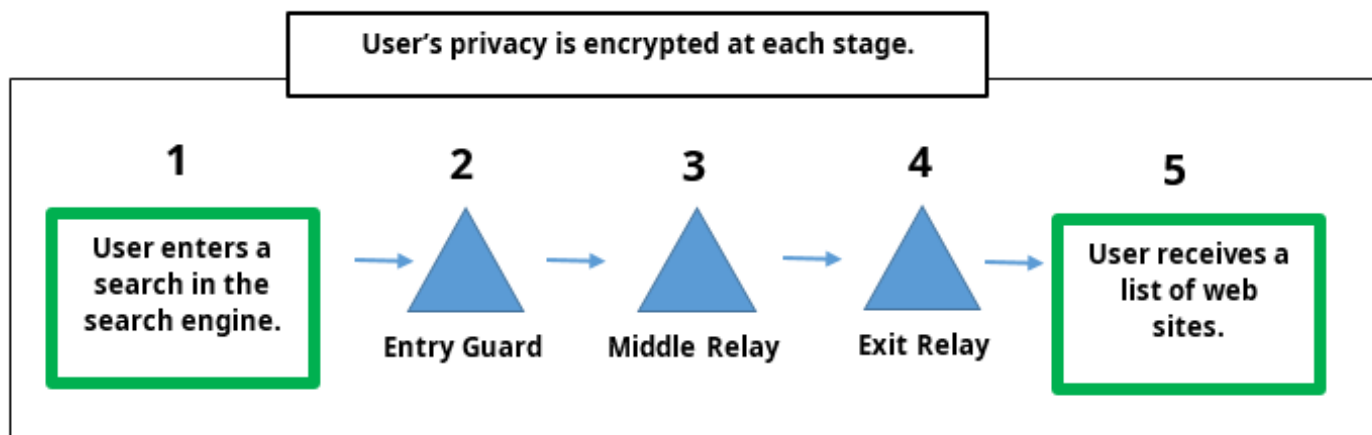 User’s privacy is encrypted at each stage.
1
2
3
4
5
User enters a
search in the
search engine.
Entry Guard
Middle Relay
Exit Relay
User receives a
list of web
sites.